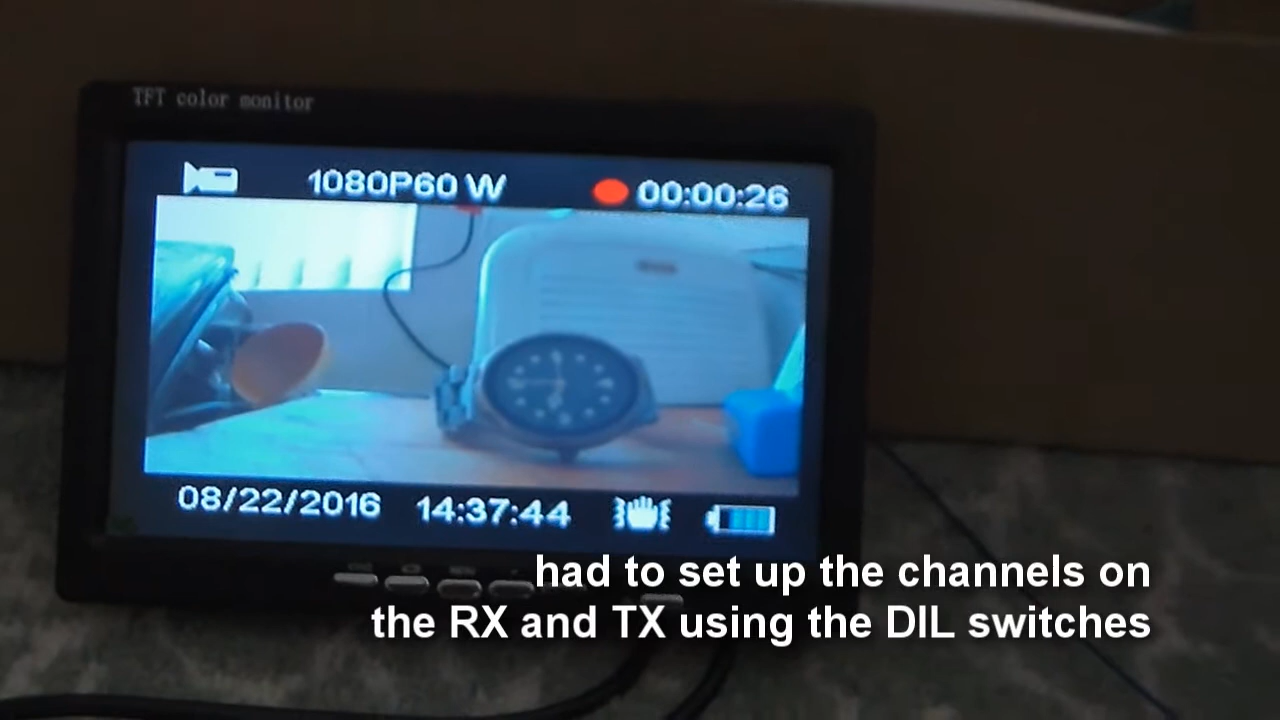 TFT color monitor
1080P60 W 00:00:26
08/22/2016 14:37:44
had to set up the channels on
the RX and TX using the DIL switches